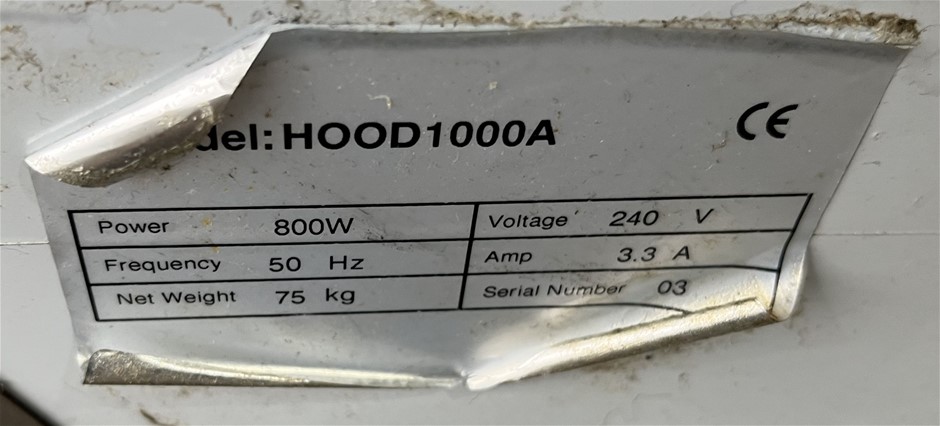 del: HOOD1000A CE
Power 800W Voltage 240 V
Frequency 50 Hz Amp 3.3 A
Net Weight 75 kg Serial Number 03